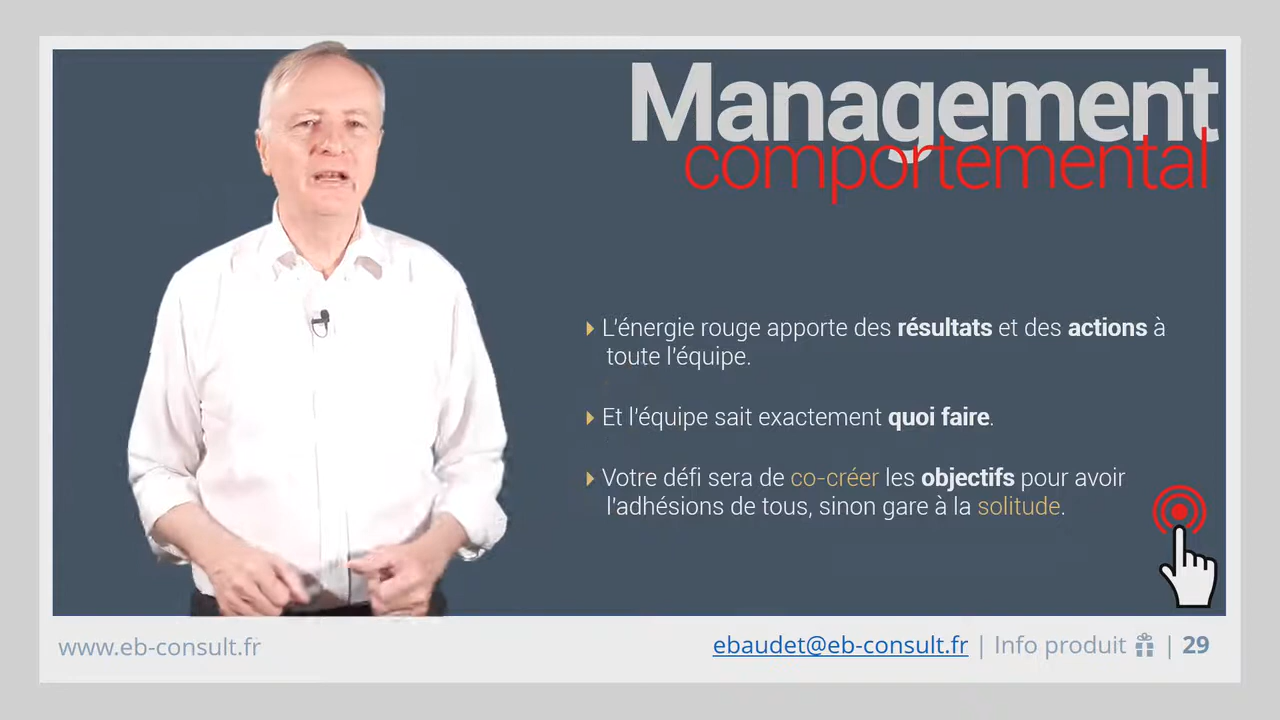 Management
comportemental
L'énergie rouge apporte des résultats et des actions à
toute l'équipe.
Et l'équipe sait exactement quoi faire.
Votre défi sera de co-créer les objectifs pour avoir
l'adhésions de tous, sinon gare à la solitude.
www.eb-consult.fr
ebaudet@eb-consult.fr | Info produit | 29